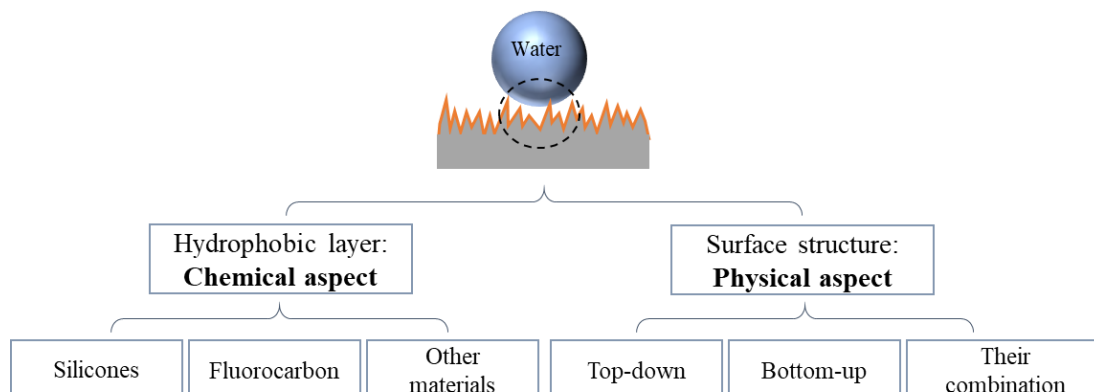 Water
Hydrophobic layer:
Chemical aspect
Surface structure:
Physical aspect
Silicones
Fluorocarbon
Other
materials
Top-down
Bottom-up
Their
combination